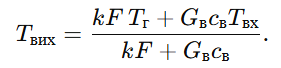 T_вих = (kF T_г + G_в c_в T_вх) / (kF + G_в c_в).